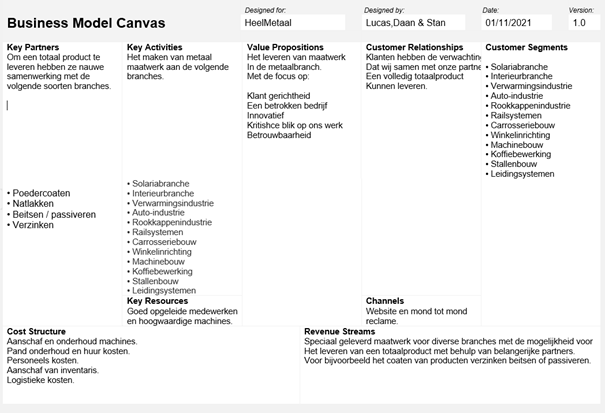 Business Model Canvas
Designed for:
HeelMetaal
Designed by:
Lucas,Daan & Stan
Date:
01/11/2021
Version:
1.0
Key Partners
Om een totaal product te
leveren hebben ze nauwe
samenwerking met de
volgende soorten branches.
• Poedercoaten
• Natlakken
• Beitsen / passiveren
• Verzinken
Key Activities
Het maken van metaal
maatwerk aan de volgende
branches.
• Solariabranche
• Interieurbranche
• Verwarmingsindustrie
• Auto-industrie
• Rookkappenindustrie
• Railsystemen
• Carrosseriebouw
• Winkelinrichting
• Machinebouw
• Koffiebewerking
• Stallenbouw
• Leidingsystemen
Key Resources
Goed opgeleide medewerken
en hoogwaardige machines.
Value Propositions
Het leveren van maatwerk
In de metaalbranch.
Met de focus op:
Klant gerichtheid
Een betrokken bedrijf
Innovatief
Kritishce blik op ons werk
Betrouwbaarheid
Customer Relationships
Klanten hebben de verwachtin
Dat wij samen met onze partne
Een volledig totaalproduct
Kunnen leveren.
Channels
Website en mond tot mond
reclame.
Customer Segments
• Solariabranche
• Interieurbranche
• Verwarmingsindustrie
• Auto-industrie
• Rookkappenindustrie
• Railsystemen
• Carrosseriebouw
• Winkelinrichting
• Machinebouw
• Koffiebewerking
• Stallenbouw
• Leidingsystemen
Cost Structure
Aanschaf en onderhoud machines.
Pand onderhoud en huur kosten.
Personeels kosten.
Aanschaf van inventaris.
Logistieke kosten.
Revenue Streams
Speciaal geleverd maatwerk voor diverse branches met de mogelijkheid voor
Het leveren van een totaalproduct met behulp van belangerijke partners.
Voor bijvoorbeeld het coaten van producten verzinken beitsen of passiveren.